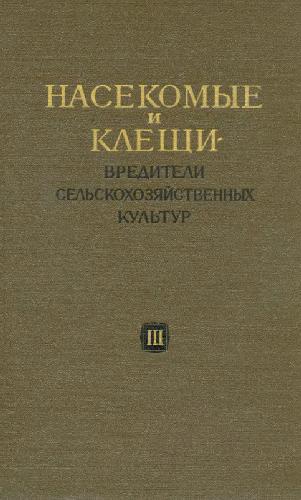 НАСЕКОМЫЕ
И
КЛЕЩИ-
ВРЕДИТЕЛИ
СЕЛЬСКОХОЗЯЙСТВЕННЫХ
КУЛЬТУР
III